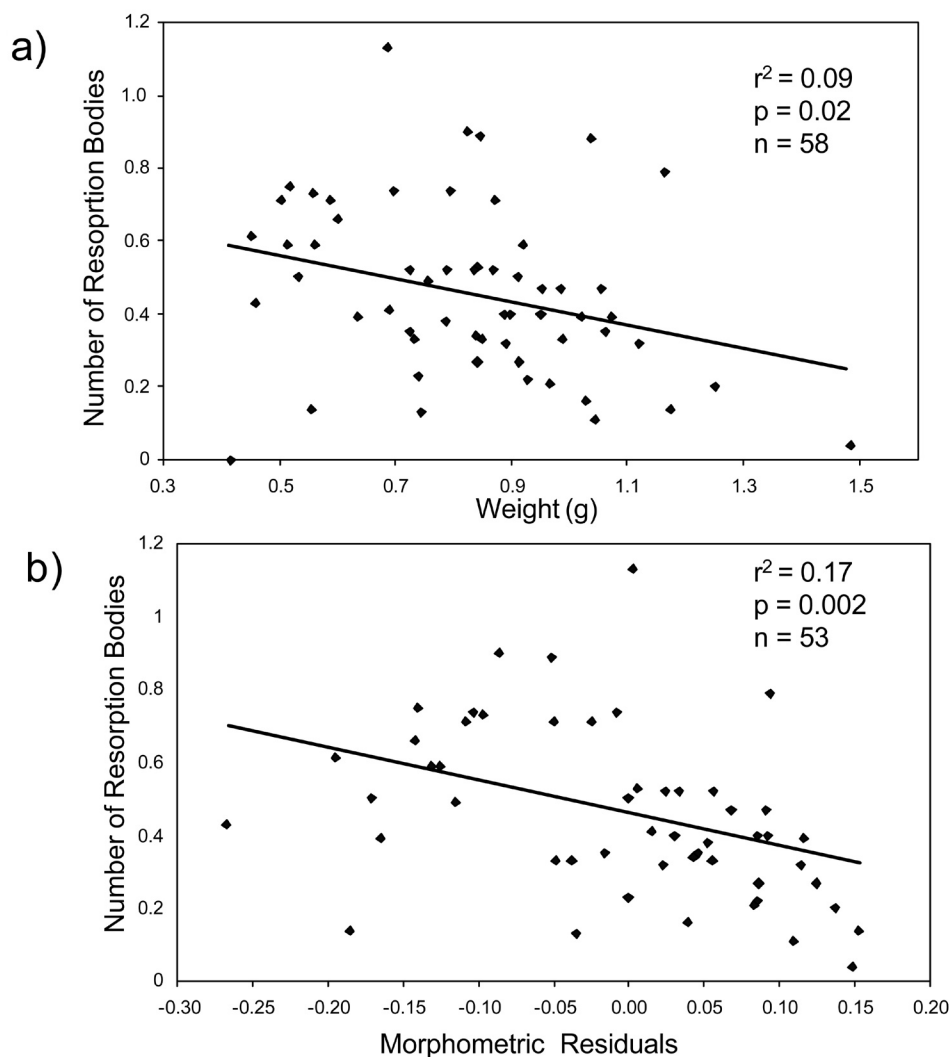 a)
Number of Resoprtion Bodies
1.2
1.0
0.8
0.6
0.4
0.2
0
0.3 0.5 0.7 0.9 1.1 1.3 1.5
Weight (g)
r² = 0.09
p = 0.02
n = 58
b)
Number of Resorption Bodies
1.2
1
0.8
0.6
0.4
0.2
0
-0.30 -0.25 -0.20 -0.15 -0.10 -0.05 0.00 0.05 0.10 0.15 0.20
Morphometric Residuals
r² = 0.17
p = 0.002
n = 53